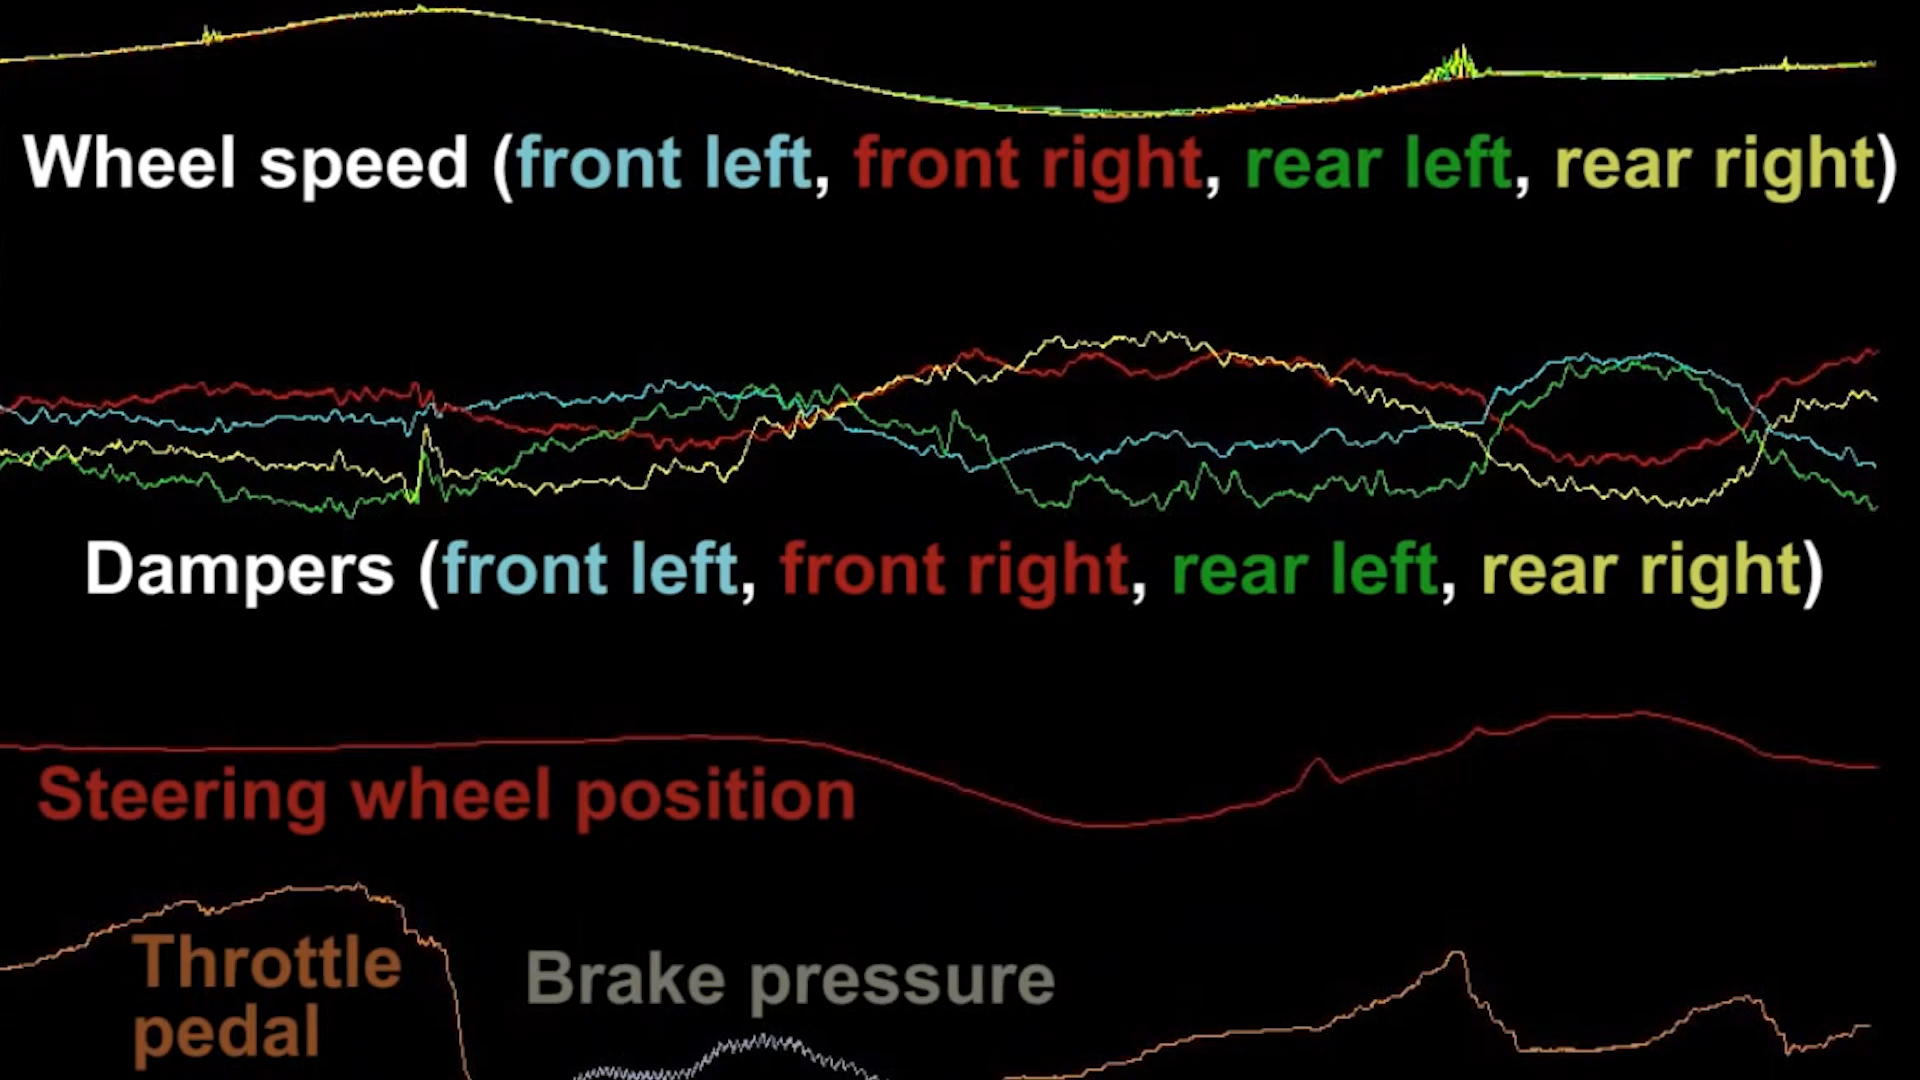 Wheel speed (front left, front right, rear left, rear right)
Dampers (front left, front right, rear left, rear right)
Steering wheel position
Throttle
pedal
Brake pressure